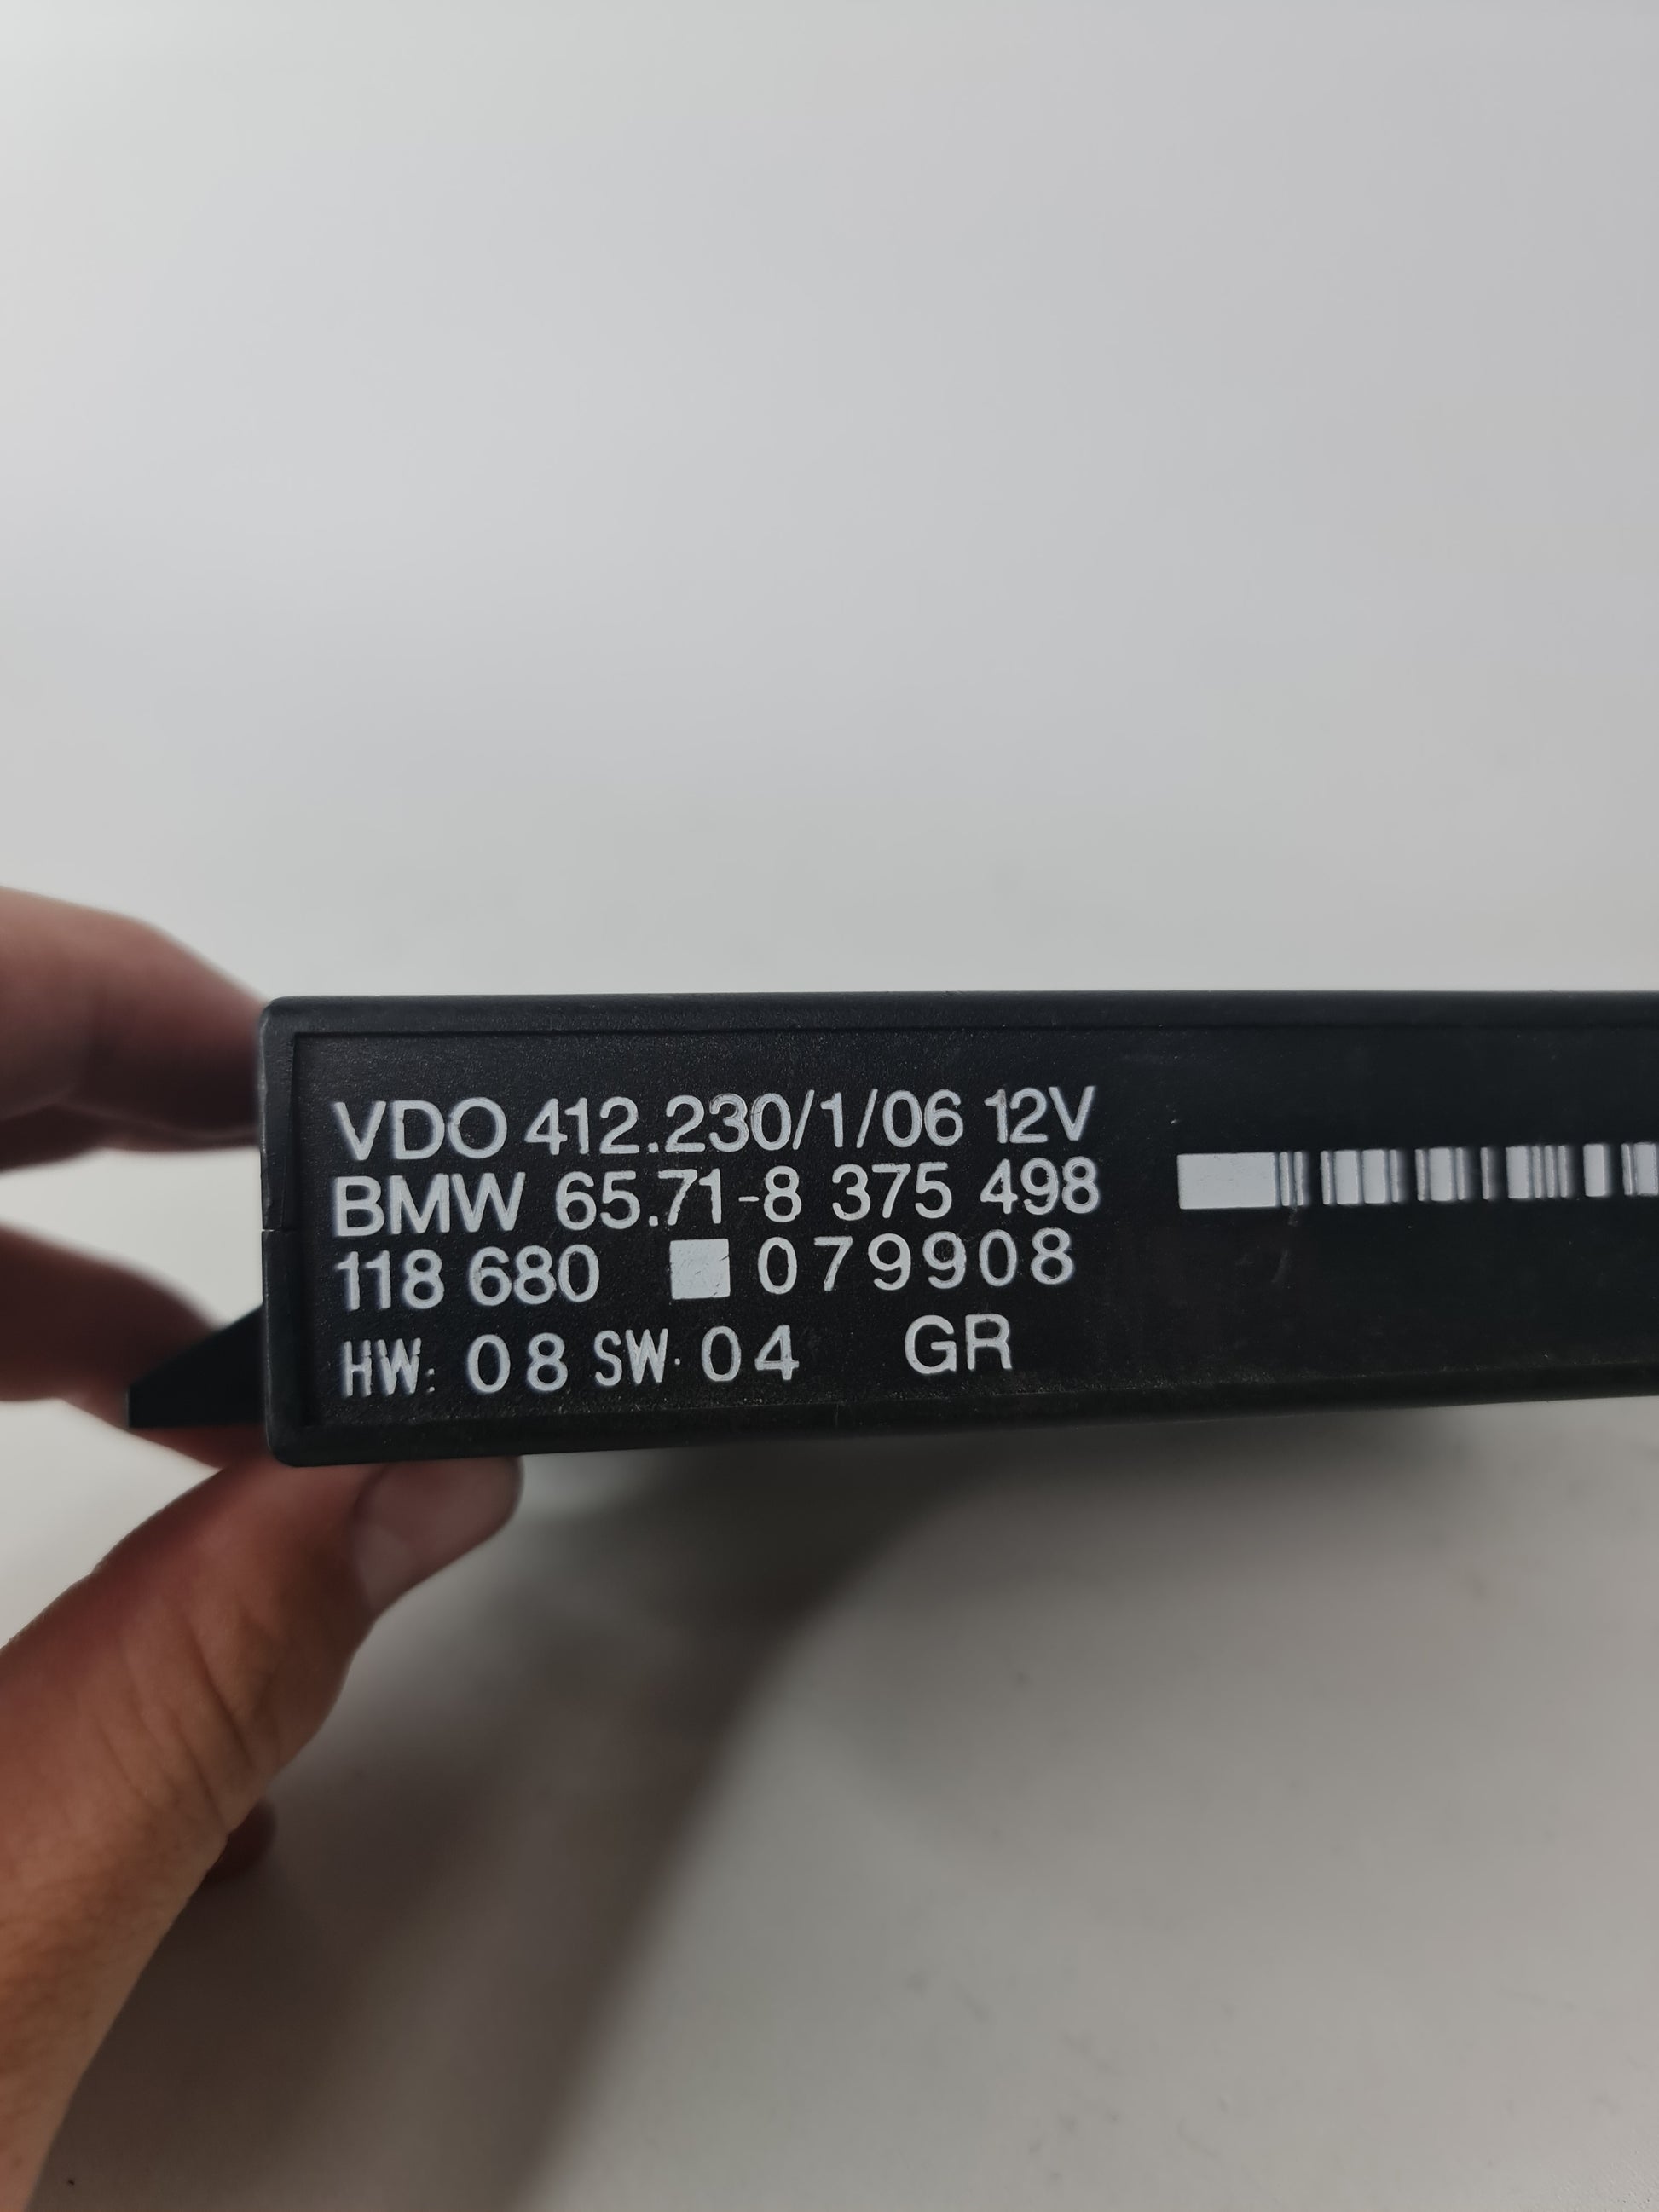 VDO 412.230/1/06 12V
BMW 65.71-8 375 498
118 680 079908
HW: 08 SW· 04 GR